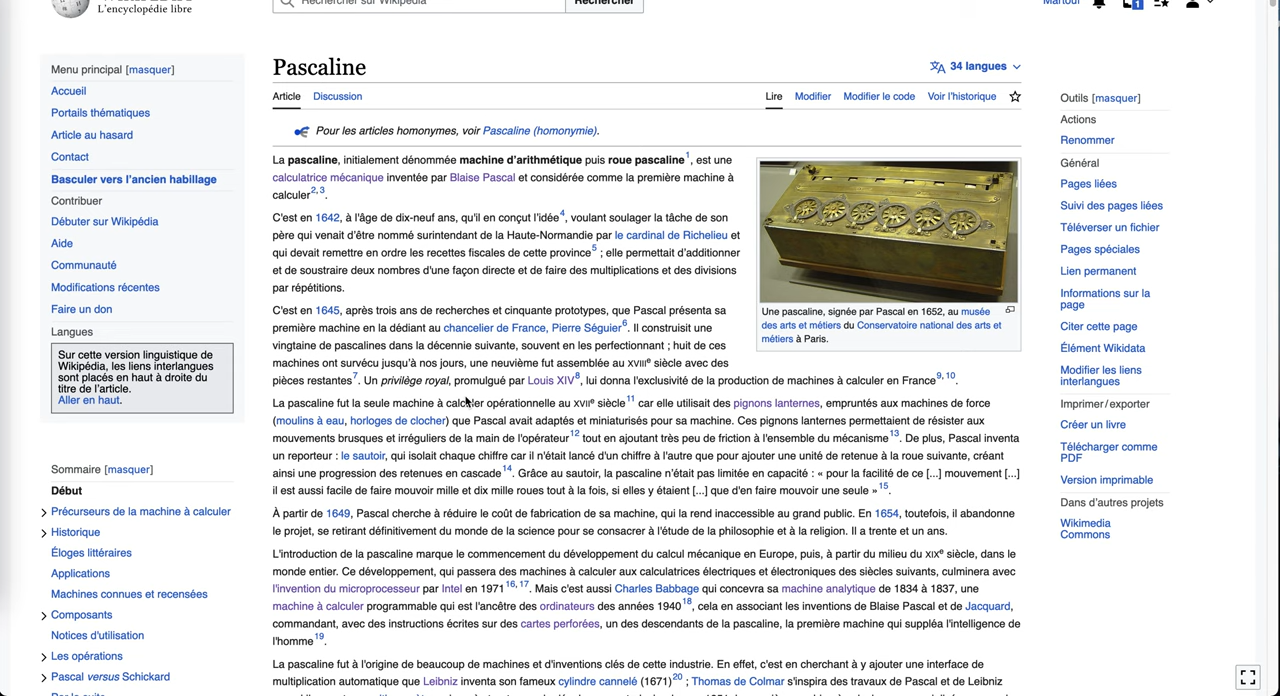 L'encyclopédie libre
Rechercher sur Wikipédia
Rechercher
Martouf
1
Menu principal [masquer]
Accueil
Portails thématiques
Article au hasard
Contact
Basculer vers l'ancien habillage
Contribuer
Débuter sur Wikipédia
Aide
Communauté
Modifications récentes
Faire un don
Langues
Sur cette version linguistique de
Wikipédia, les liens interlangues
sont placés en haut à droite du
titre de l'article.
Aller en haut.
Sommaire [masquer]
Début
Précurseurs de la machine à calculer
Historique
Éloges littéraires
Applications
Machines connues et recensées
Composants
Notices d'utilisation
Les opérations
Pascal versus Schickard
Pascaline
34 langues
Article Discussion
Lire Modifier Modifier le code Voir l'historique
Pour les articles homonymes, voir Pascaline (homonymie).
La pascaline, initialement dénommée machine d'arithmétique puis roue pascaline1, est une
calculatrice mécanique inventée par Blaise Pascal et considérée comme la première machine à
calculer2, 3.
C'est en 1642, à l'âge de dix-neuf ans, qu'il en conçut l'idée4, voulant soulager la tâche de son
père qui venait d'être nommé surintendant de la Haute-Normandie par le cardinal de Richelieu et
qui devait remettre en ordre les recettes fiscales de cette province5 ; elle permettait d'additionner
et de soustraire deux nombres d'une façon directe et de faire des multiplications et des divisions
par répétitions.
C'est en 1645, après trois ans de recherches et cinquante prototypes, que Pascal présenta sa
première machine en la dédiant au chancelier de France, Pierre Séguier6. Il construisit une
vingtaine de pascalines dans la décennie suivante, souvent en les perfectionnant ; huit de ces
machines ont survécu jusqu'à nos jours, une neuvième fut assemblée au XVIIIe siècle avec des
pièces restantes7. Un privilège royal, promulgué par Louis XIV8, lui donna l'exclusivité de la production de machines à calculer en France9, 10.
La pascaline fut la seule machine à calculer opérationnelle au XVIIe siècle11 car elle utilisait des pignons lanternes, empruntés aux machines de force
(moulins à eau, horloges de clocher) que Pascal avait adaptés et miniaturisés pour sa machine. Ces pignons lanternes permettaient de résister aux
mouvements brusques et irréguliers de la main de l'opérateur12 tout en ajoutant très peu de friction à l'ensemble du mécanisme13. De plus, Pascal inventa
un reporteur : le sautoir, qui isolait chaque chiffre car il n'était lancé d'un chiffre à l'autre que pour ajouter une unité de retenue à la roue suivante, créant
ainsi une progression des retenues en cascade14. Grâce au sautoir, la pascaline n'était pas limitée en capacité : « pour la facilité de ce [...] mouvement [...]
il est aussi facile de faire mouvoir mille et dix mille roues tout à la fois, si elles y étaient [...] que d'en faire mouvoir une seule »15.
À partir de 1649, Pascal cherche à réduire le coût de fabrication de sa machine, qui la rend inaccessible au grand public. En 1654, toutefois, il abandonne
le projet, se retirant définitivement du monde de la science pour se consacrer à l'étude de la philosophie et à la religion. Il a trente et un ans.
L'introduction de la pascaline marque le commencement du développement du calcul mécanique en Europe, puis, à partir du milieu du XIXe siècle, dans le
monde entier. Ce développement, qui passera des machines à calculer aux calculatrices électriques et électroniques des siècles suivants, culminera avec
l'invention du microprocesseur par Intel en 197116, 17. Mais c'est aussi Charles Babbage qui concevra sa machine analytique de 1834 à 1837, une
machine à calculer programmable qui est l'ancêtre des ordinateurs des années 194018, cela en associant les inventions de Blaise Pascal et de Jacquard,
commandant, avec des instructions écrites sur des cartes perforées, un des descendants de la pascaline, la première machine qui suppléa l'intelligence de
l'homme19.
La pascaline fut à l'origine de beaucoup de machines et d'inventions clés de cette industrie. En effet, c'est en cherchant à y ajouter une interface de
multiplication automatique que Leibniz inventa son fameux cylindre cannelé (1671)20 ; Thomas de Colmar s'inspira des travaux de Pascal et de Leibniz
Une pascaline, signée par Pascal en 1652, au musée
des arts et métiers du Conservatoire national des arts et
métiers à Paris.
Outils [masquer]
Actions
Renommer
Général
Pages liées
Suivi des pages liées
Téléverser un fichier
Pages spéciales
Lien permanent
Informations sur la
page
Citer cette page
Élément Wikidata
Modifier les liens
interlangues
Imprimer / exporter
Créer un livre
Télécharger comme
PDF
Version imprimable
Dans d'autres projets
Wikimedia
Commons